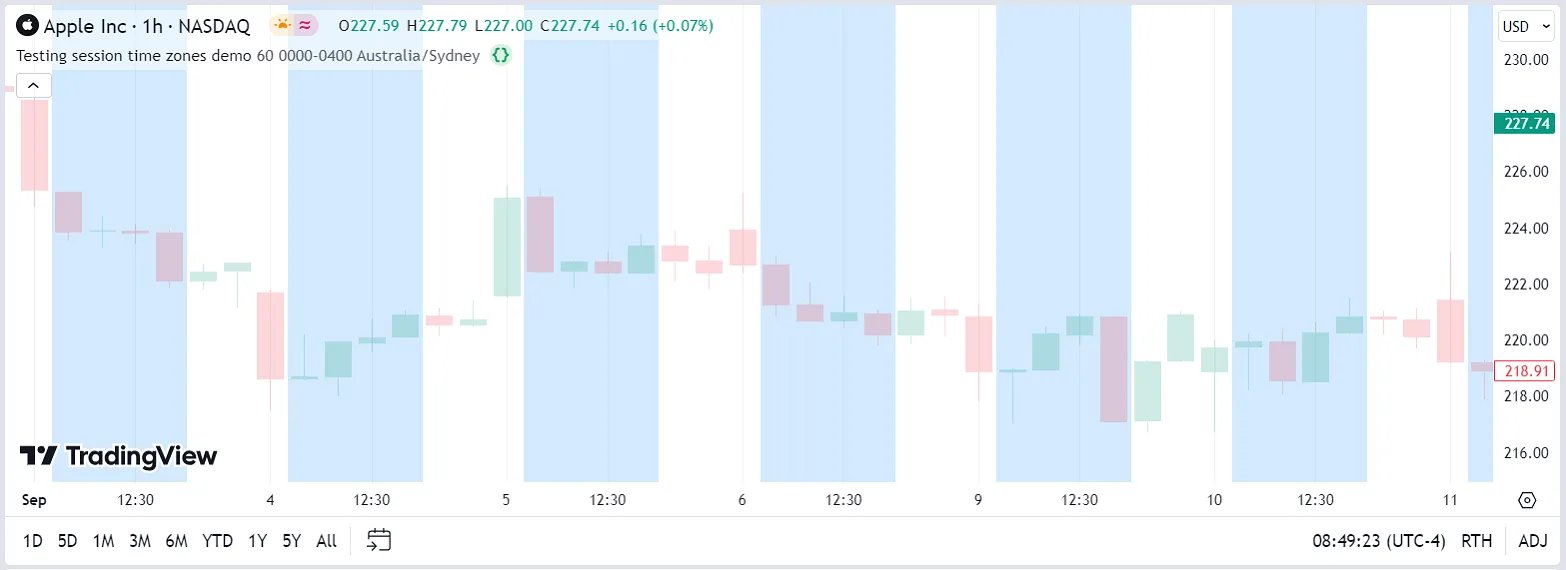 Apple Inc · 1h · NASDAQ O227.59 H227.79 L227.00 C227.74 +0.16 (+0.07%)
USD
Testing session time zones demo 60 0000-0400 Australia/Sydney {}
230.00
227.74
226.00
224.00
222.00
220.00
218.91
218.00
216.00
TradingView
Sep 12:30 4 12:30 5 12:30 6 12:30 9 12:30 10 12:30 11
1D 5D 1M 3M 6M YTD 1Y 5Y All 08:49:23 (UTC-4) RTH ADJ